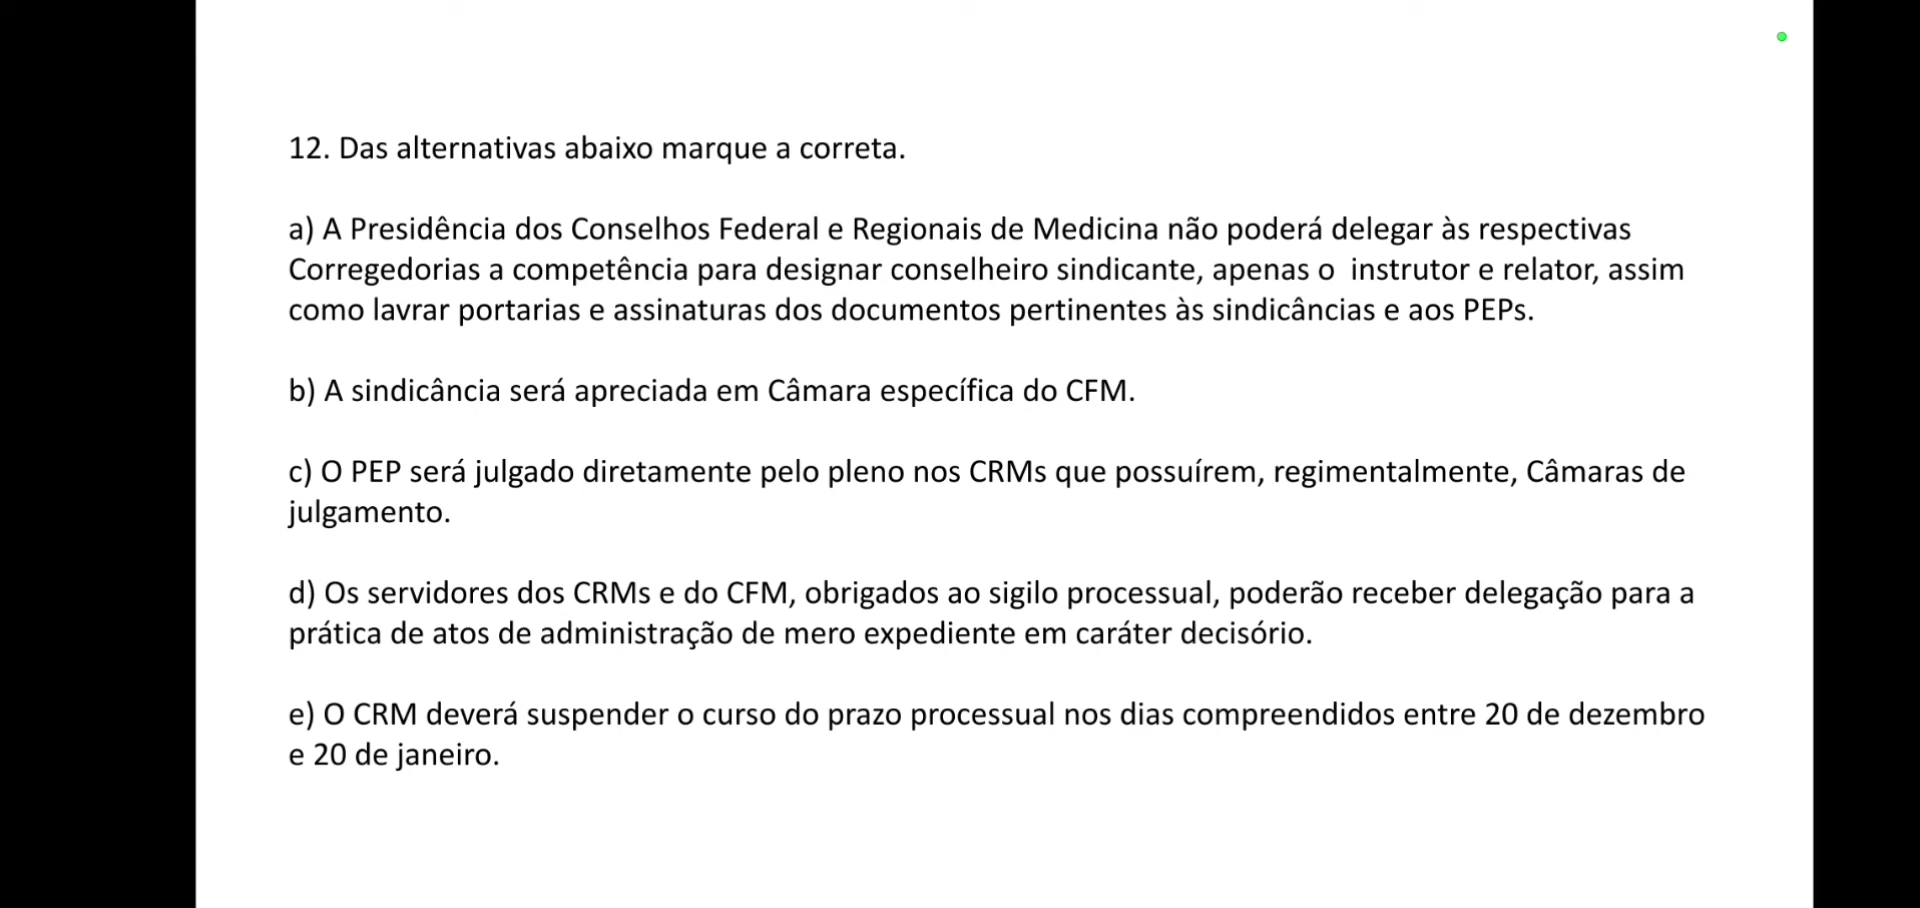 12. Das alternativas abaixo marque a correta.
a) A Presidência dos Conselhos Federal e Regionais de Medicina não poderá delegar às respectivas
Corregedorias a competência para designar conselheiro sindicante, apenas o  instrutor e relator, assim
como lavrar portarias e assinaturas dos documentos pertinentes às sindicâncias e aos PEPs.
b) A sindicância será apreciada em Câmara específica do CFM.
c) O PEP será julgado diretamente pelo pleno nos CRMs que possuírem, regimentalmente, Câmaras de
julgamento.
d) Os servidores dos CRMs e do CFM, obrigados ao sigilo processual, poderão receber delegação para a
prática de atos de administração de mero expediente em caráter decisório.
e) O CRM deverá suspender o curso do prazo processual nos dias compreendidos entre 20 de dezembro
e 20 de janeiro.